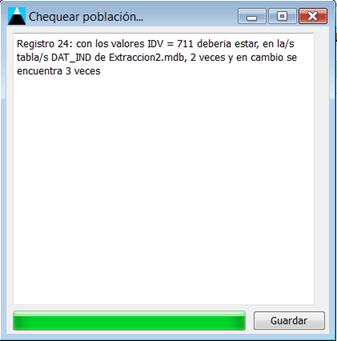 Chequear población...
Registro 24: con los valores IDV = 711 deberia estar, en la/s
tabla/s DAT_IND de Extraccion2.mdb, 2 veces y en cambio se
encuentra 3 veces
Guardar